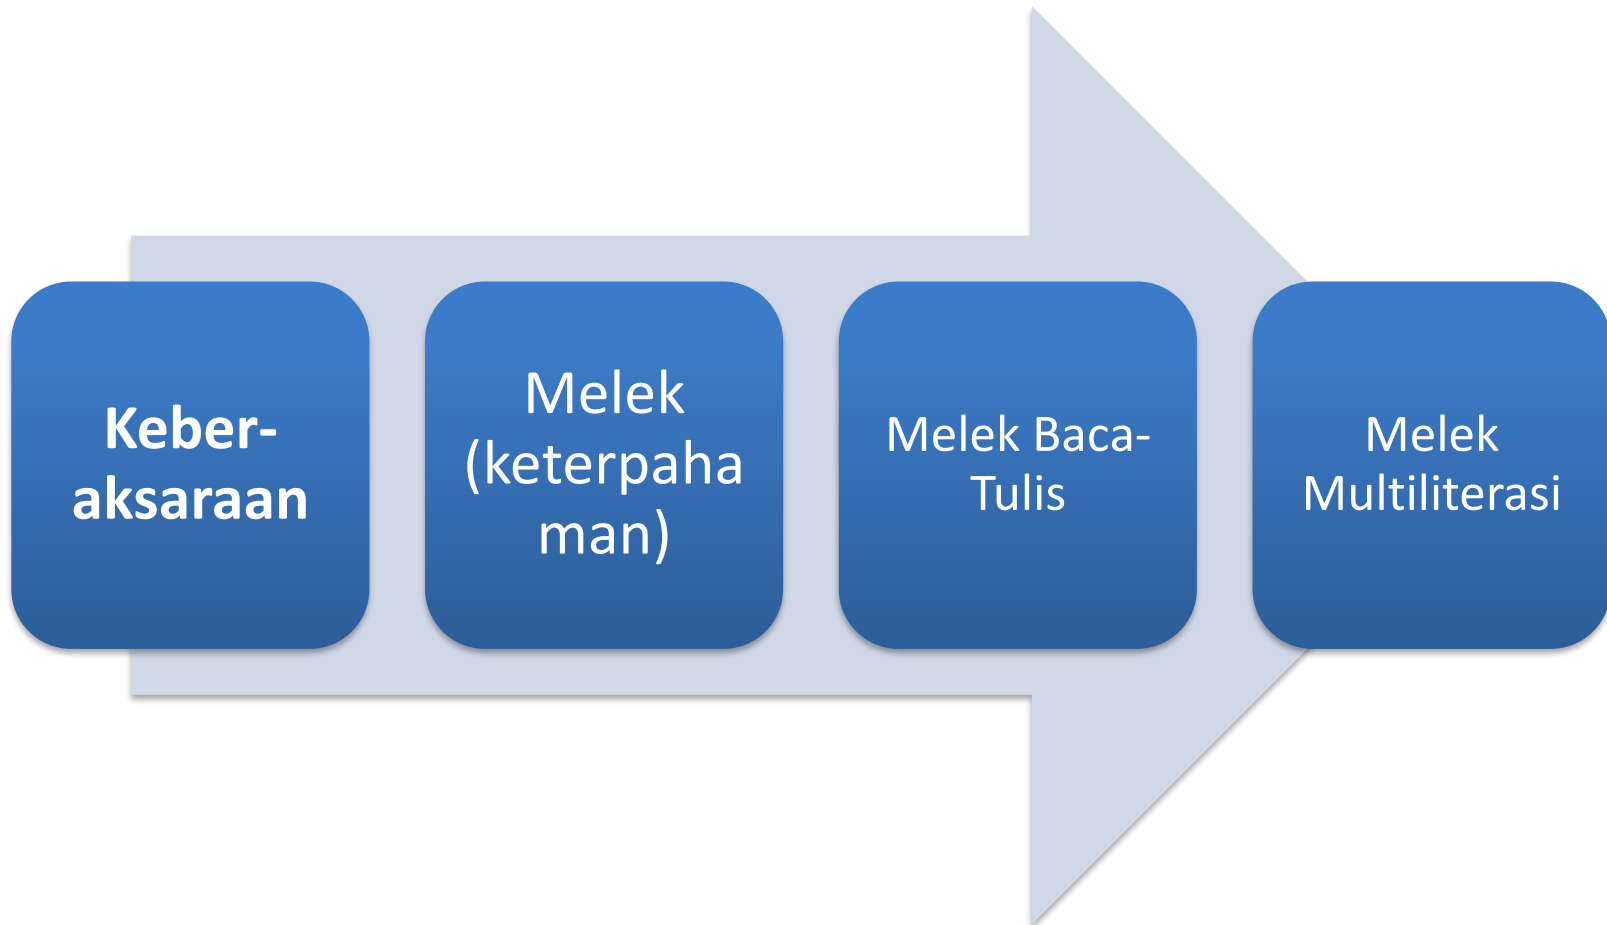 Keber-
aksaraan
Melek
(keterpaha
man)
Melek Baca-
Tulis
Melek
Multiliterasi